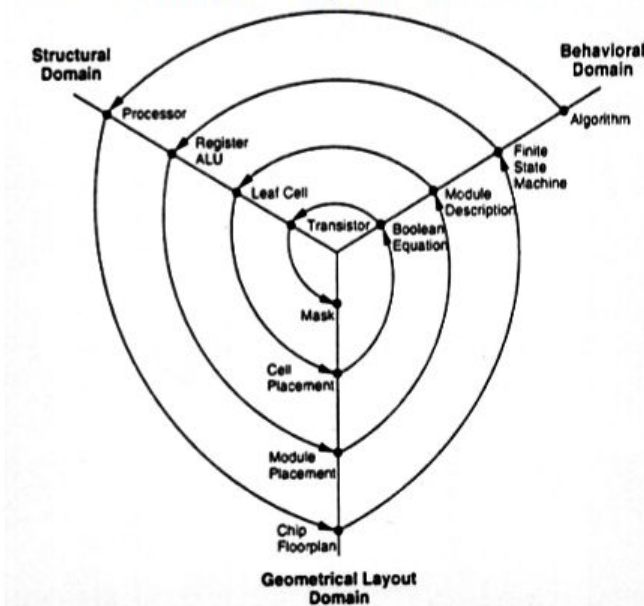 Structural
Domain
Behavioral
Domain
Processor
Algorithm
Register
ALU
Finite
State
Machine
Leaf Cell
Module
Description
Transistor
Boolean
Equation
Mask
Cell
Placement
Module
Placement
Chip
Floorplan
Geometrical Layout
Domain